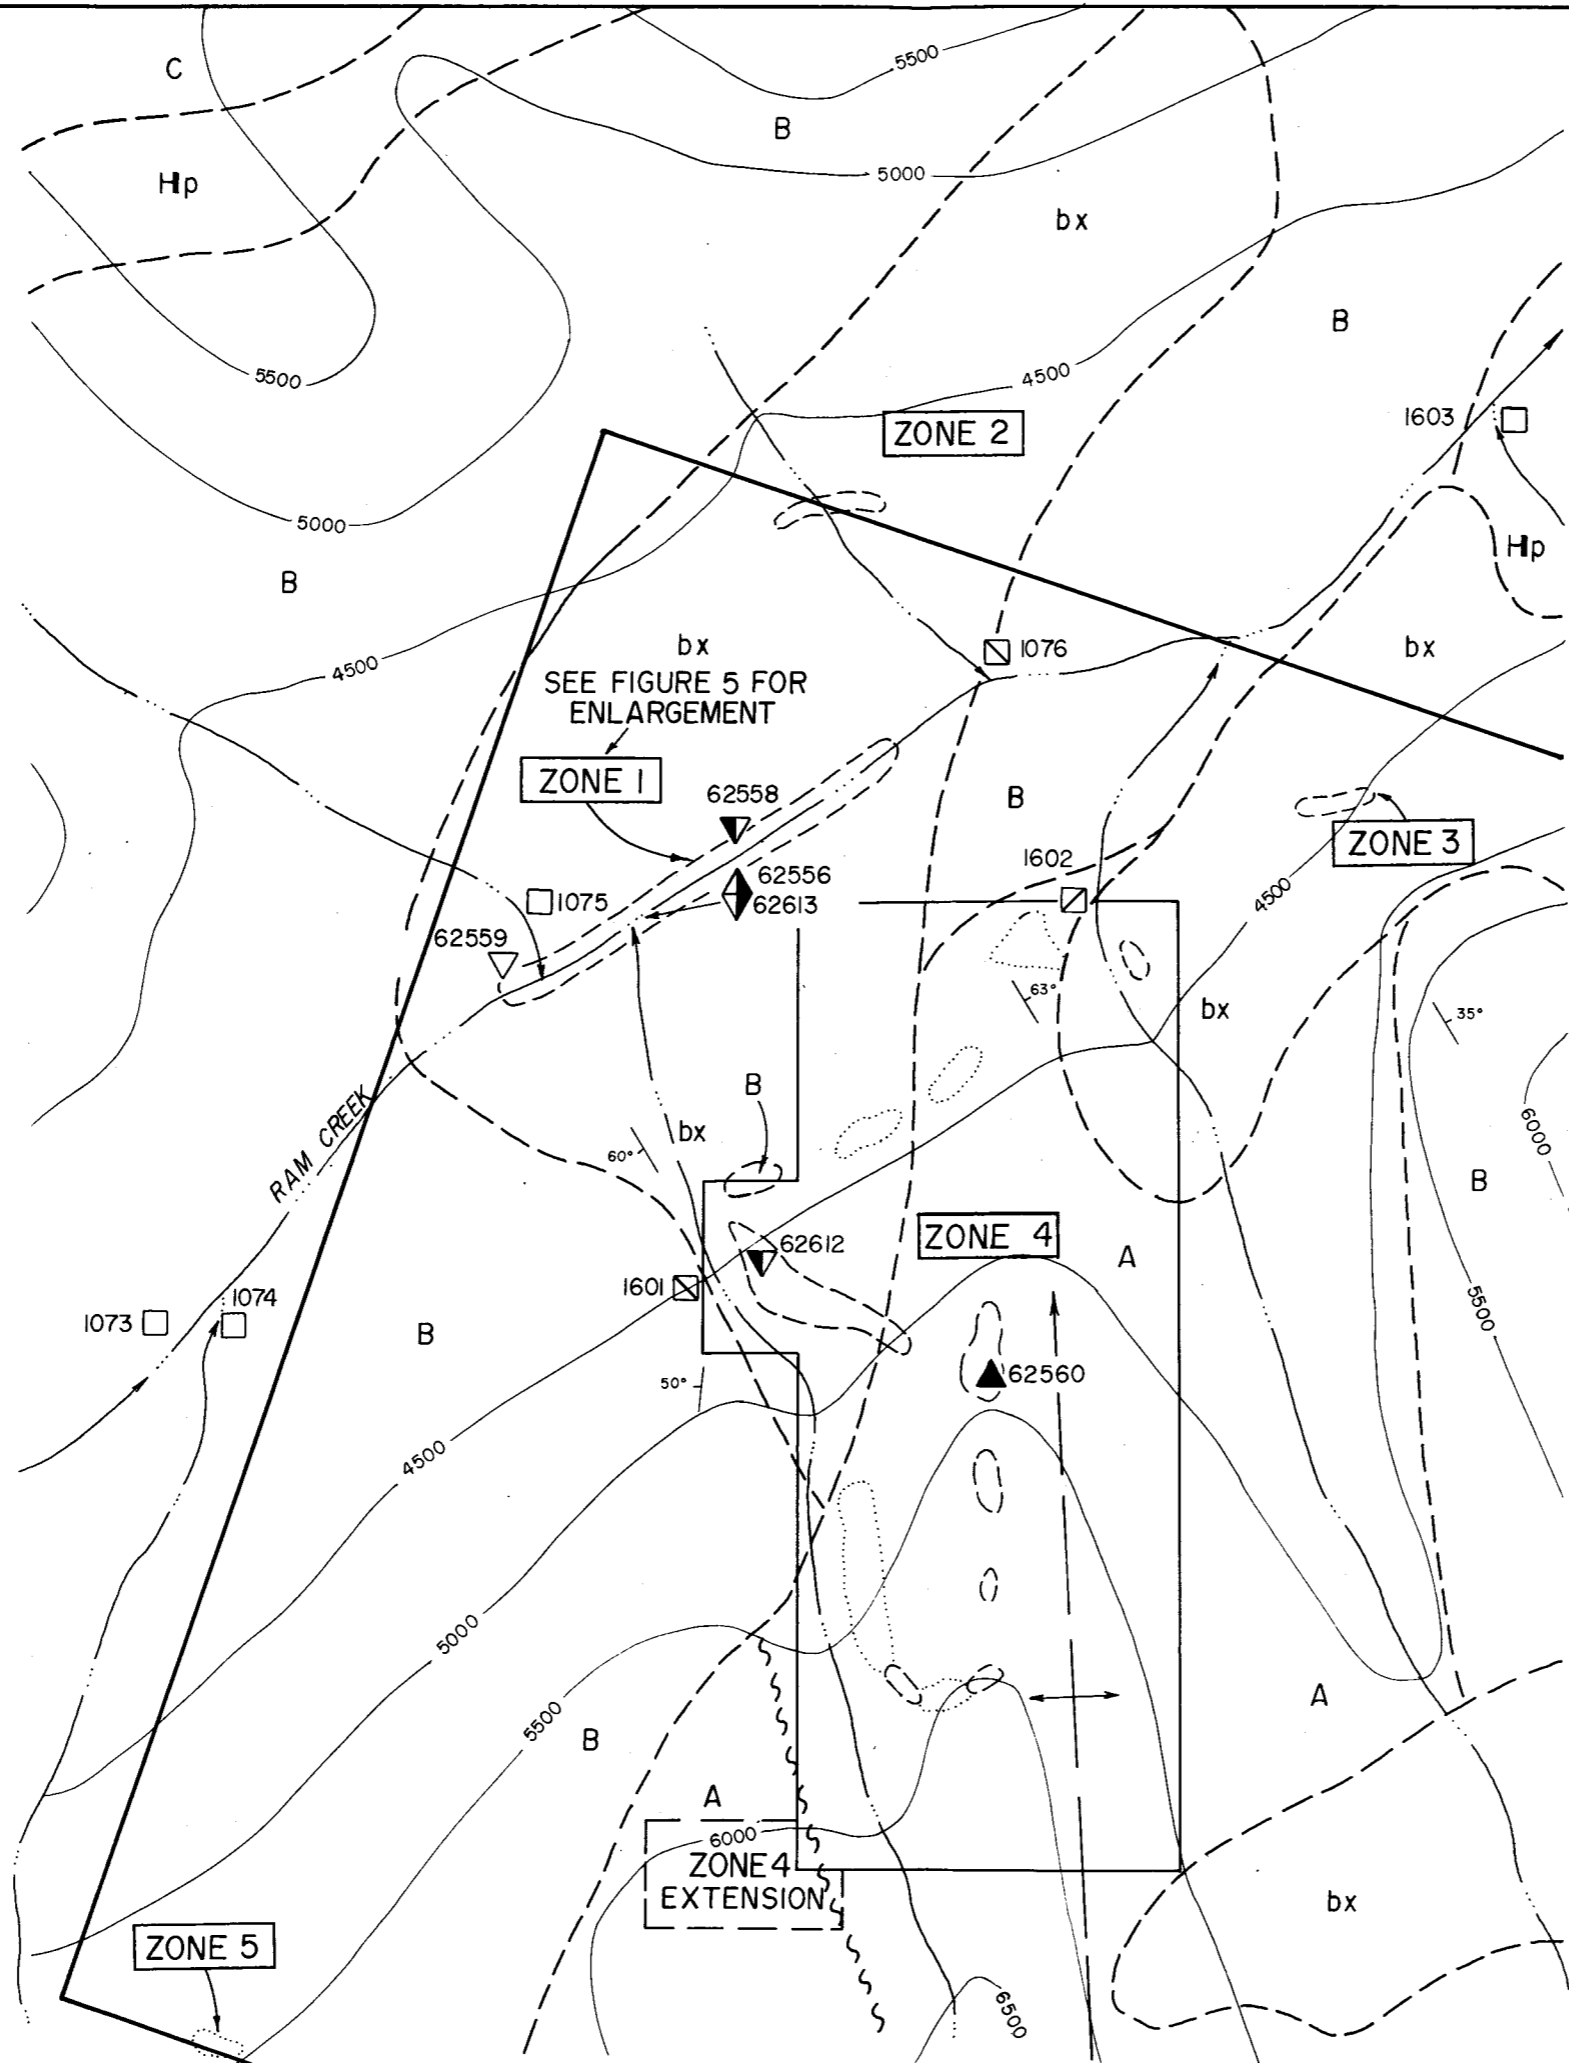 5500
C
B
Hp
5000
bx
B
5500
4500
1603
ZONE 2
5000
Hp
B
bx
1076
bx
4500
SEE FIGURE 5 FOR
ENLARGEMENT
ZONE 1
62558
B
ZONE 3
1602
62556
1075
62613
4500
62559
63°
bx
35°
B
RAM CREEK
bx
60°
6000
B
ZONE 4
62612
A
1601
1074
1073
B
5500
62560
50°
4500
5000
5500
B
A
A
6000
ZONE 4
EXTENSION
bx
ZONE 5
6500